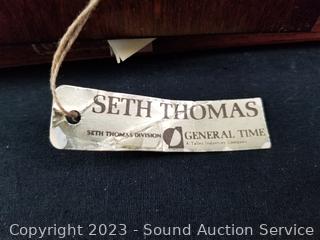 SETH THOMAS
SETH THOMAS DIVISION GENERAL TIME
A Talley Industries Company
Copyright 2023 - Sound Auction Service